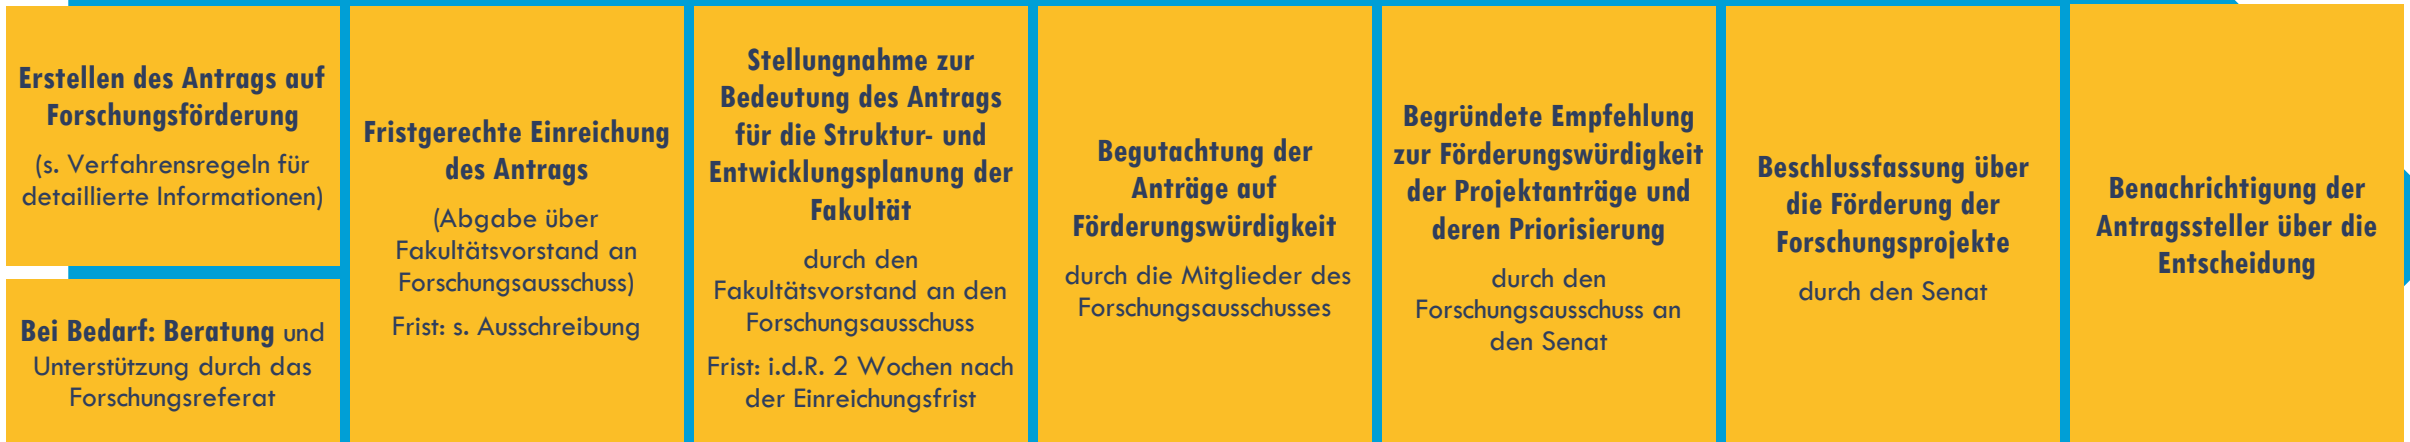 Erstellen des Antrags auf
Forschungsförderung
(s. Verfahrensregeln für
detaillierte Informationen)
Bei Bedarf: Beratung und
Unterstützung durch das
Forschungsreferat
Fristgerechte Einreichung
des Antrags
(Abgabe über
Fakultätsvorstand an
Forschungsausschuss)
Frist: s. Ausschreibung
Stellungnahme zur
Bedeutung des Antrags
für die Struktur- und
Entwicklungsplanung der
Fakultät
durch den
Fakultätsvorstand an den
Forschungsausschuss
Frist: i.d.R. 2 Wochen nach
der Einreichungsfrist
Begutachtung der
Anträge auf
Förderungswürdigkeit
durch die Mitglieder des
Forschungsausschusses
Begründete Empfehlung
zur Förderungswürdigkeit
der Projektanträge und
deren Priorisierung
durch den
Forschungsausschuss an
den Senat
Beschlussfassung über
die Förderung der
Forschungsprojekte
durch den Senat
Benachrichtigung der
Antragssteller über die
Entscheidung